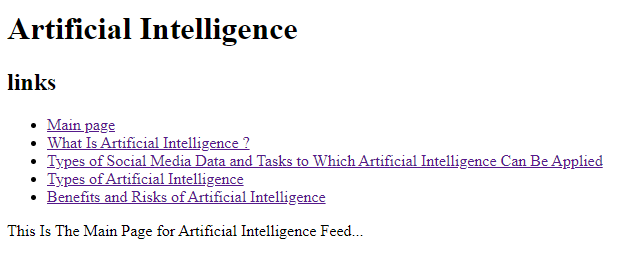 Artificial Intelligence
links
Main page
What Is Artificial Intelligence ?
Types of Social Media Data and Tasks to Which Artificial Intelligence Can Be Applied
Types of Artificial Intelligence
Benefits and Risks of Artificial Intelligence
This Is The Main Page for Artificial Intelligence Feed...